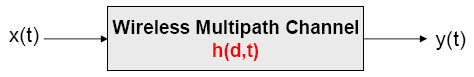 x(t)
Wireless Multipath Channel
h(d,t)
y(t)